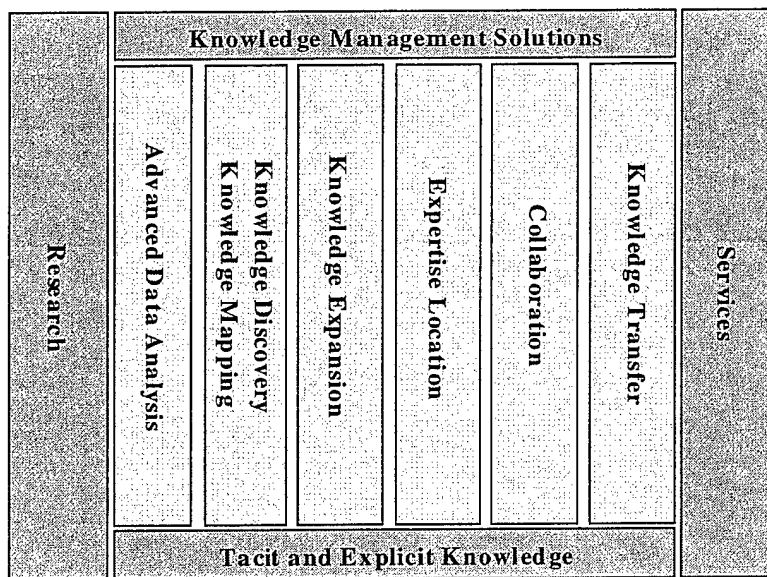 Knowledge Management Solutions
Research
Advanced Data Analysis
Knowledge Discovery
Knowledge Mapping
Knowledge Expansion
Expertise Location
Collaboration
Knowledge Transfer
Services
Tacit and Explicit Knowledge